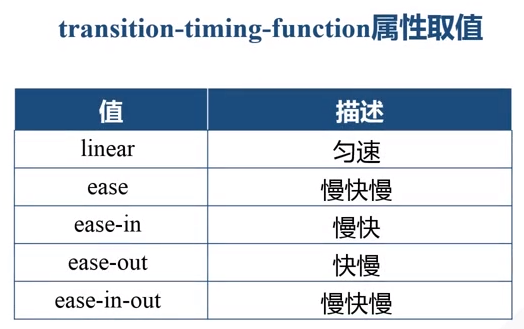 transition-timing-function属性取值
值 描述
linear 匀速
ease 慢快慢
ease-in 慢快
ease-out 快慢
ease-in-out 慢快慢